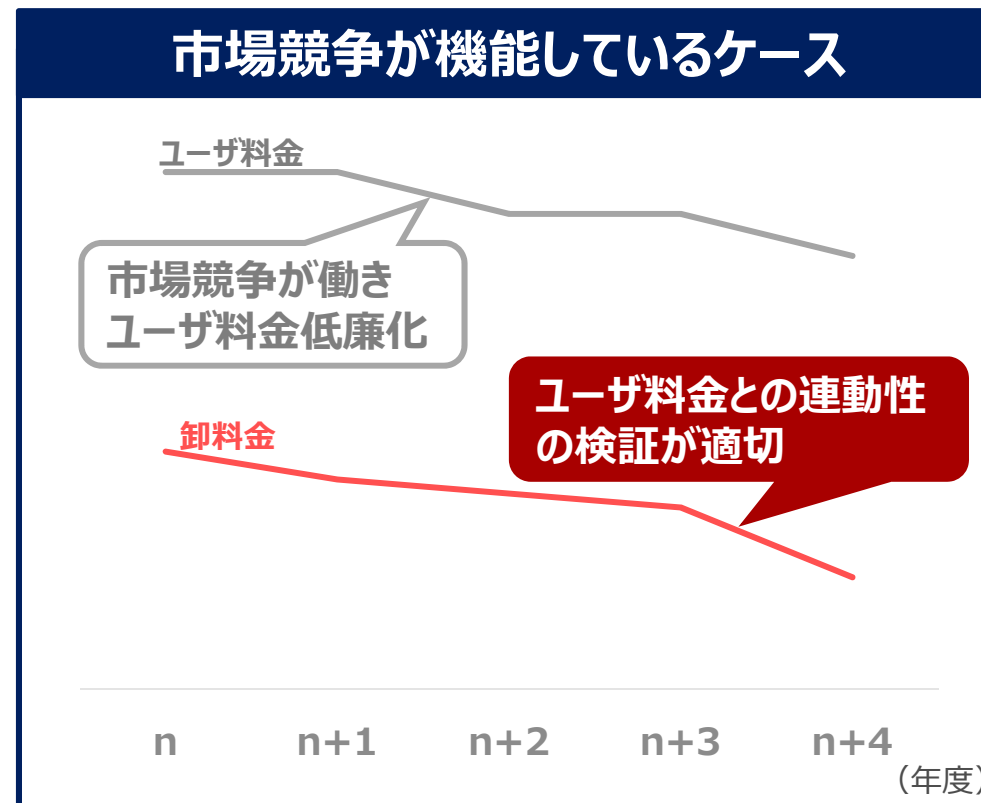 市場競争が機能しているケース
ユーザ料金
市場競争が働き
ユーザ料金低廉化
ユーザ料金との連動性
の検証が適切
卸料金
n n+1 n+2 n+3 n+4
（年度）